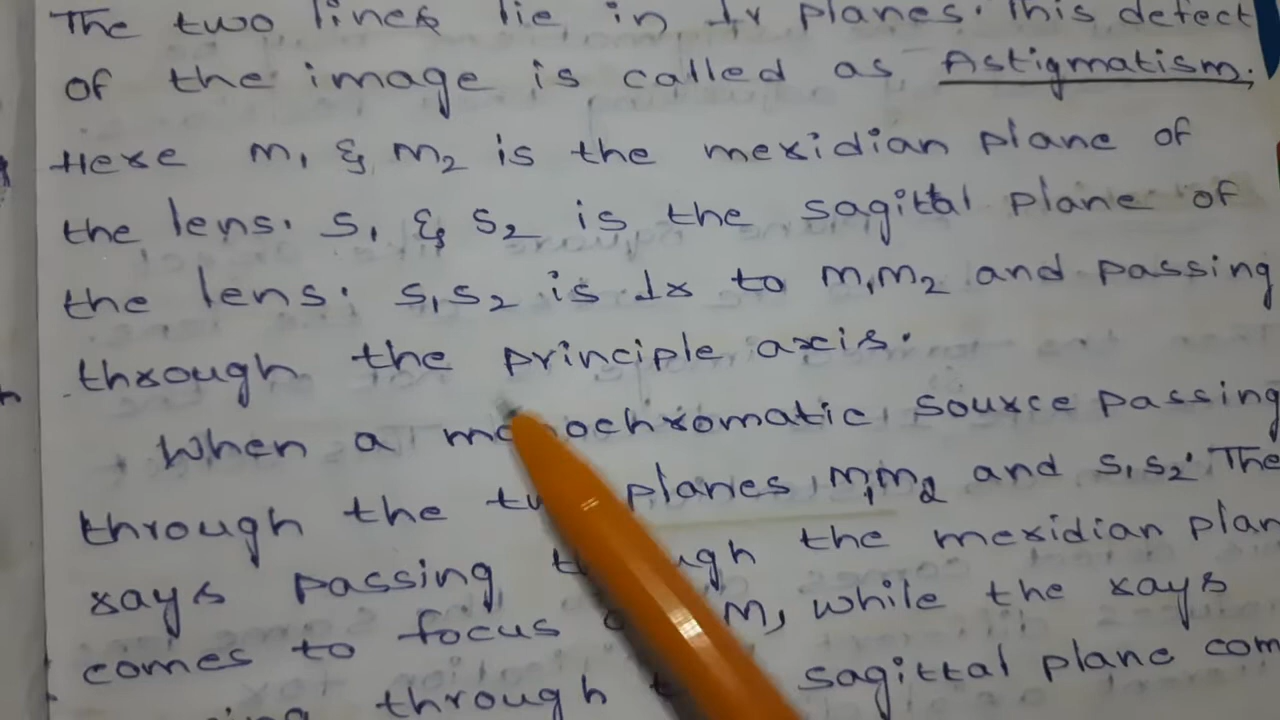 The two lines lie in ⊥r planes. This defect
of the image is called as Astigmatism.
Here M1 & M2 is the meridian plane of
the lens. S1 & S2 is the sagittal plane of
the lens. S1S2 is ⊥r to M1M2 and passing
through the principle axis.
When a monochromatic source passing
through the planes M1M2 and S1S2. The
rays passing through the meridian plan
comes to focus M, while the rays
through sagittal plane com